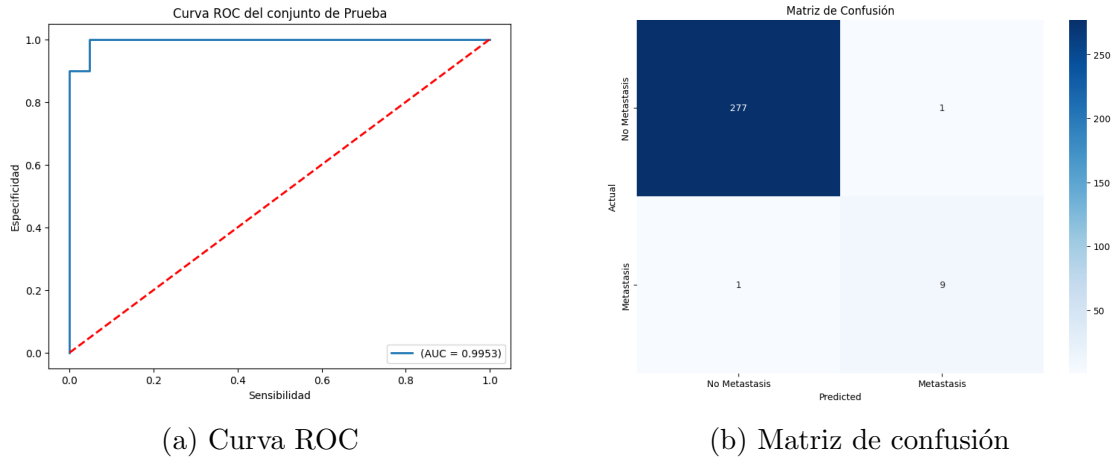 Curva ROC del conjunto de Prueba
1.0
0.8
0.6
0.4
0.2
0.0
Especificidad
0.0 0.2 0.4 0.6 0.8 1.0
Sensibilidad
(AUC = 0.9953)
(a) Curva ROC
Matriz de Confusión
No Metastasis
Metastasis
Actual
277 1
1 9
No Metastasis Metastasis
Predicted
250
200
150
100
50
(b) Matriz de confusión